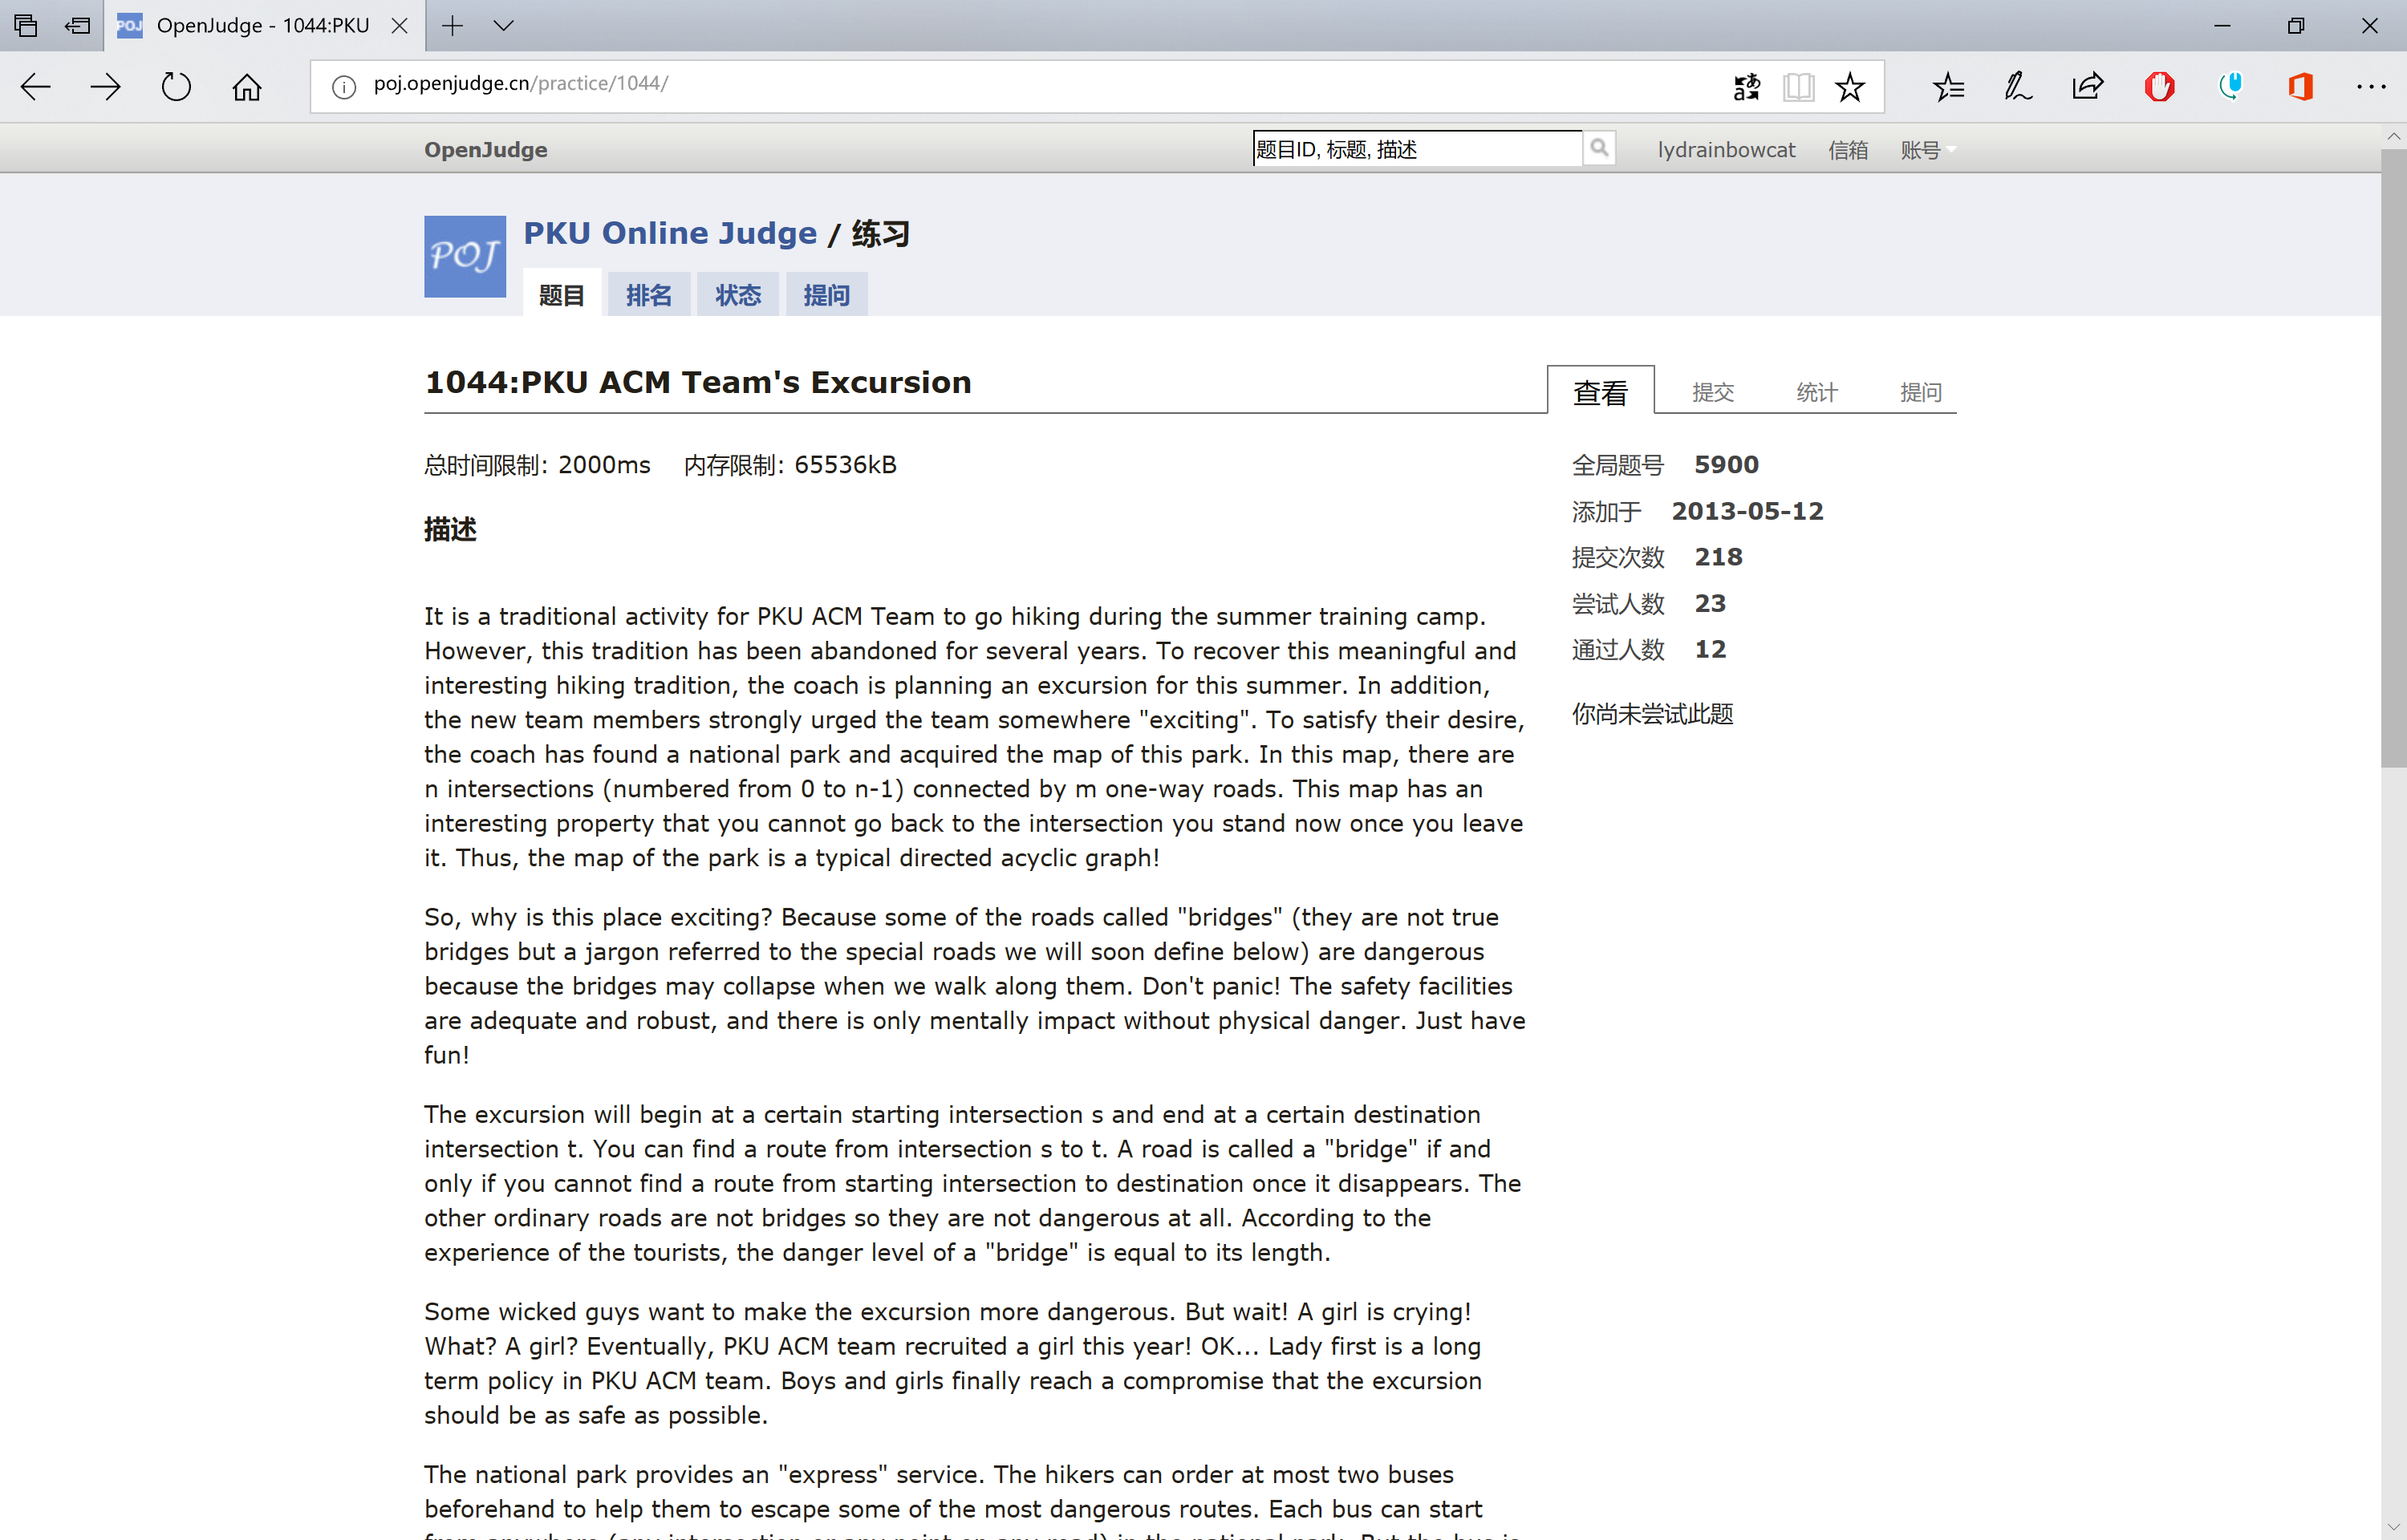 OpenJudge - 1044:PKU
poj.openjudge.cn/practice/1044/
OpenJudge
题目ID, 标题, 描述
lydrainbowcat 信箱 账号
POJ
PKU Online Judge / 练习
题目 排名 状态 提问
1044:PKU ACM Team's Excursion
查看 提交 统计 提问
总时间限制: 2000ms 内存限制: 65536kB
全局题号 5900
添加于 2013-05-12
提交次数 218
尝试人数 23
通过人数 12
你尚未尝试此题
描述
It is a traditional activity for PKU ACM Team to go hiking during the summer training camp.
However, this tradition has been abandoned for several years. To recover this meaningful and
interesting hiking tradition, the coach is planning an excursion for this summer. In addition,
the new team members strongly urged the team somewhere "exciting". To satisfy their desire,
the coach has found a national park and acquired the map of this park. In this map, there are
n intersections (numbered from 0 to n-1) connected by m one-way roads. This map has an
interesting property that you cannot go back to the intersection you stand now once you leave
it. Thus, the map of the park is a typical directed acyclic graph!
So, why is this place exciting? Because some of the roads called "bridges" (they are not true
bridges but a jargon referred to the special roads we will soon define below) are dangerous
because the bridges may collapse when we walk along them. Don't panic! The safety facilities
are adequate and robust, and there is only mentally impact without physical danger. Just have
fun!
The excursion will begin at a certain starting intersection s and end at a certain destination
intersection t. You can find a route from intersection s to t. A road is called a "bridge" if and
only if you cannot find a route from starting intersection to destination once it disappears. The
other ordinary roads are not bridges so they are not dangerous at all. According to the
experience of the tourists, the danger level of a "bridge" is equal to its length.
Some wicked guys want to make the excursion more dangerous. But wait! A girl is crying!
What? A girl? Eventually, PKU ACM team recruited a girl this year! OK... Lady first is a long
term policy in PKU ACM team. Boys and girls finally reach a compromise that the excursion
should be as safe as possible.
The national park provides an "express" service. The hikers can order at most two buses
beforehand to help them to escape some of the most dangerous routes. Each bus can start
from anywhere (any intersection or any point on any road) in the national park. But the bus is